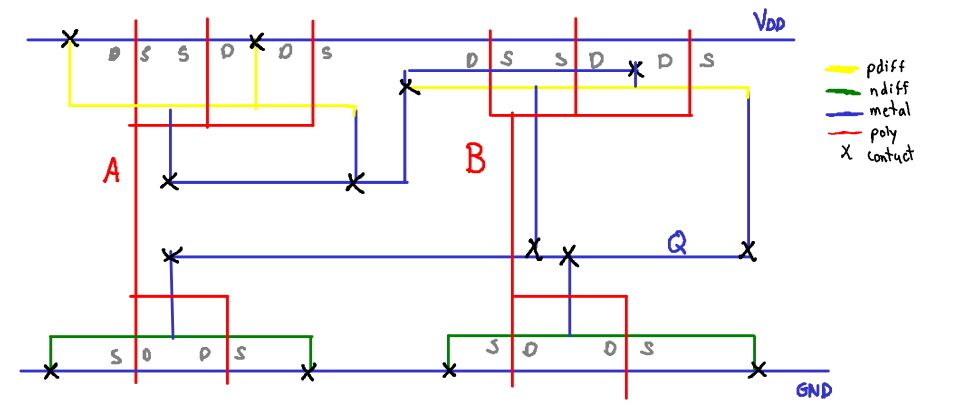 VDD
D S S D D S
D S S D D S
pdiff
ndiff
metal
poly
X contact
A
B
Q
S D D S
S D D S
GND